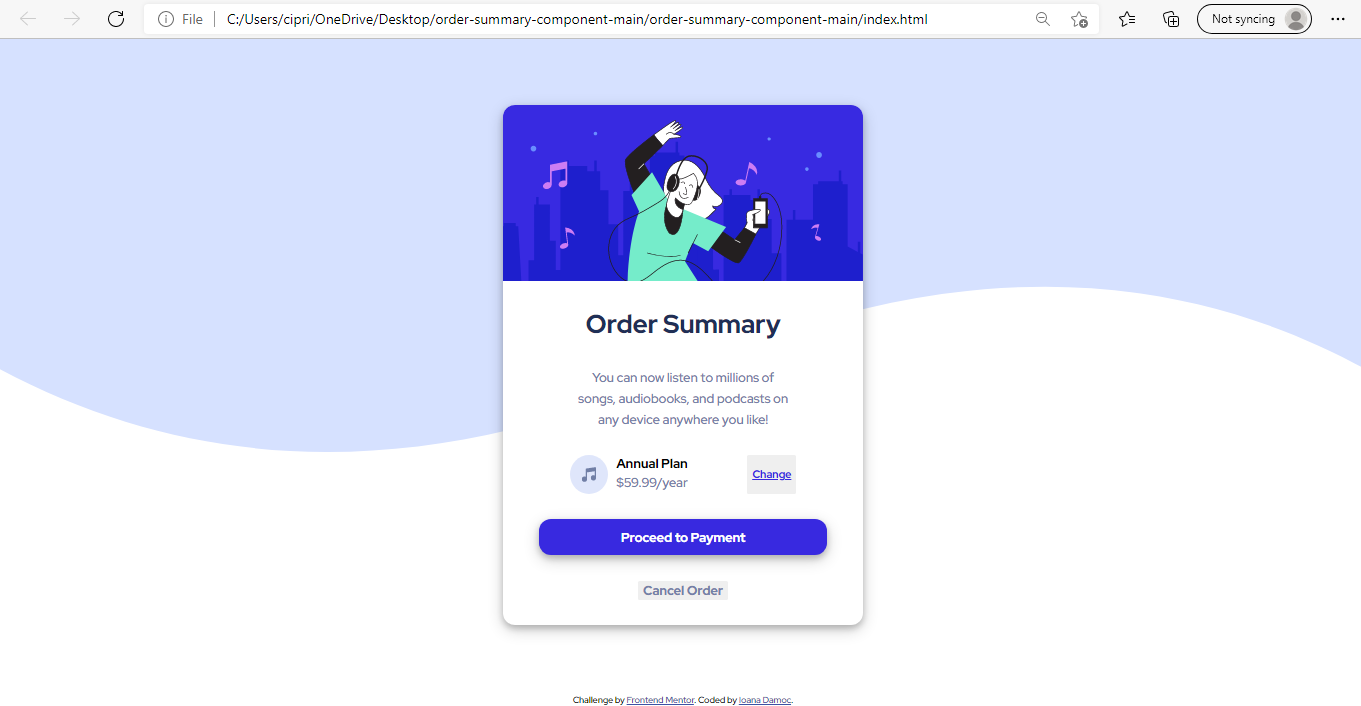 File C:/Users/cipri/OneDrive/Desktop/order-summary-component-main/order-summary-component-main/index.html Not syncing
Order Summary
You can now listen to millions of
songs, audiobooks, and podcasts on
any device anywhere you like!
Annual Plan
$59.99/year
Change
Proceed to Payment
Cancel Order
Challenge by Frontend Mentor. Coded by Ioana Damoc.